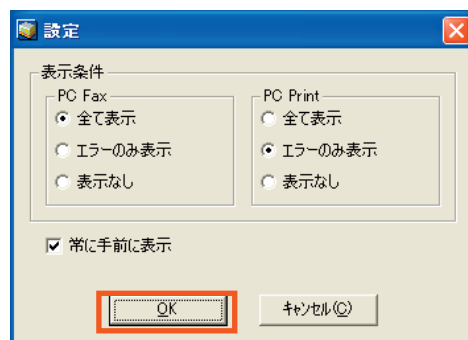 設定
表示条件
PC Fax
全て表示
エラーのみ表示
表示なし
PC Print
全て表示
エラーのみ表示
表示なし
常に手前に表示
OK
キャンセル(C)